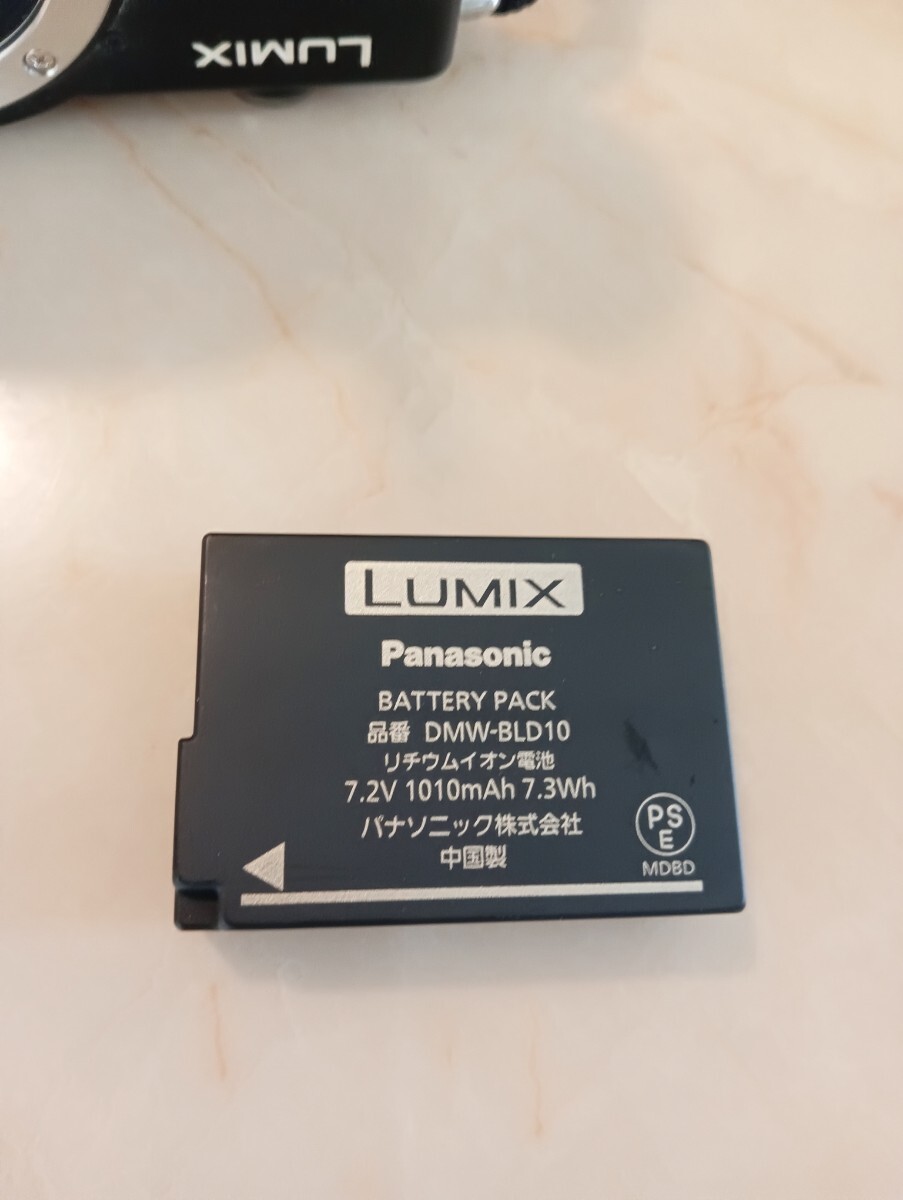 LUMIX
LUMIX
Panasonic
BATTERY PACK
品番 DMW-BLD10
リチウムイオン電池
7.2V 1010mAh 7.3Wh
パナソニック株式会社
中国製
PS
E
MDBD